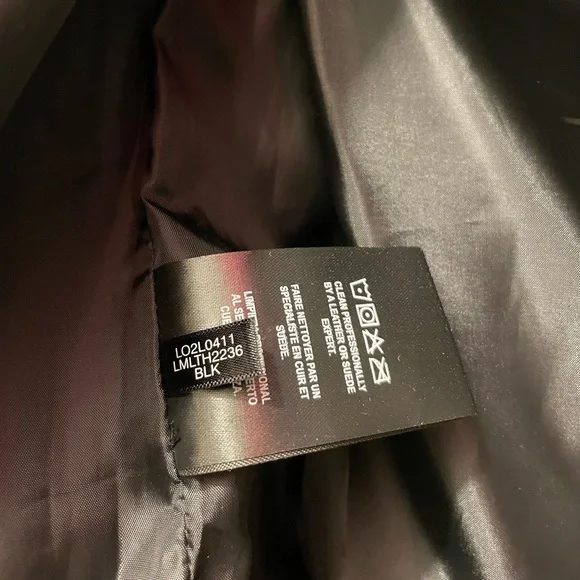 CLEAN PROFESSIONALLY
BY A LEATHER OR SUEDE
EXPERT.
FAIRE NETTOYER PAR UN
SPECIALISTE EN CUIR ET
SUEDE.
AL
LO2L0411
LMLTH2236
BLK